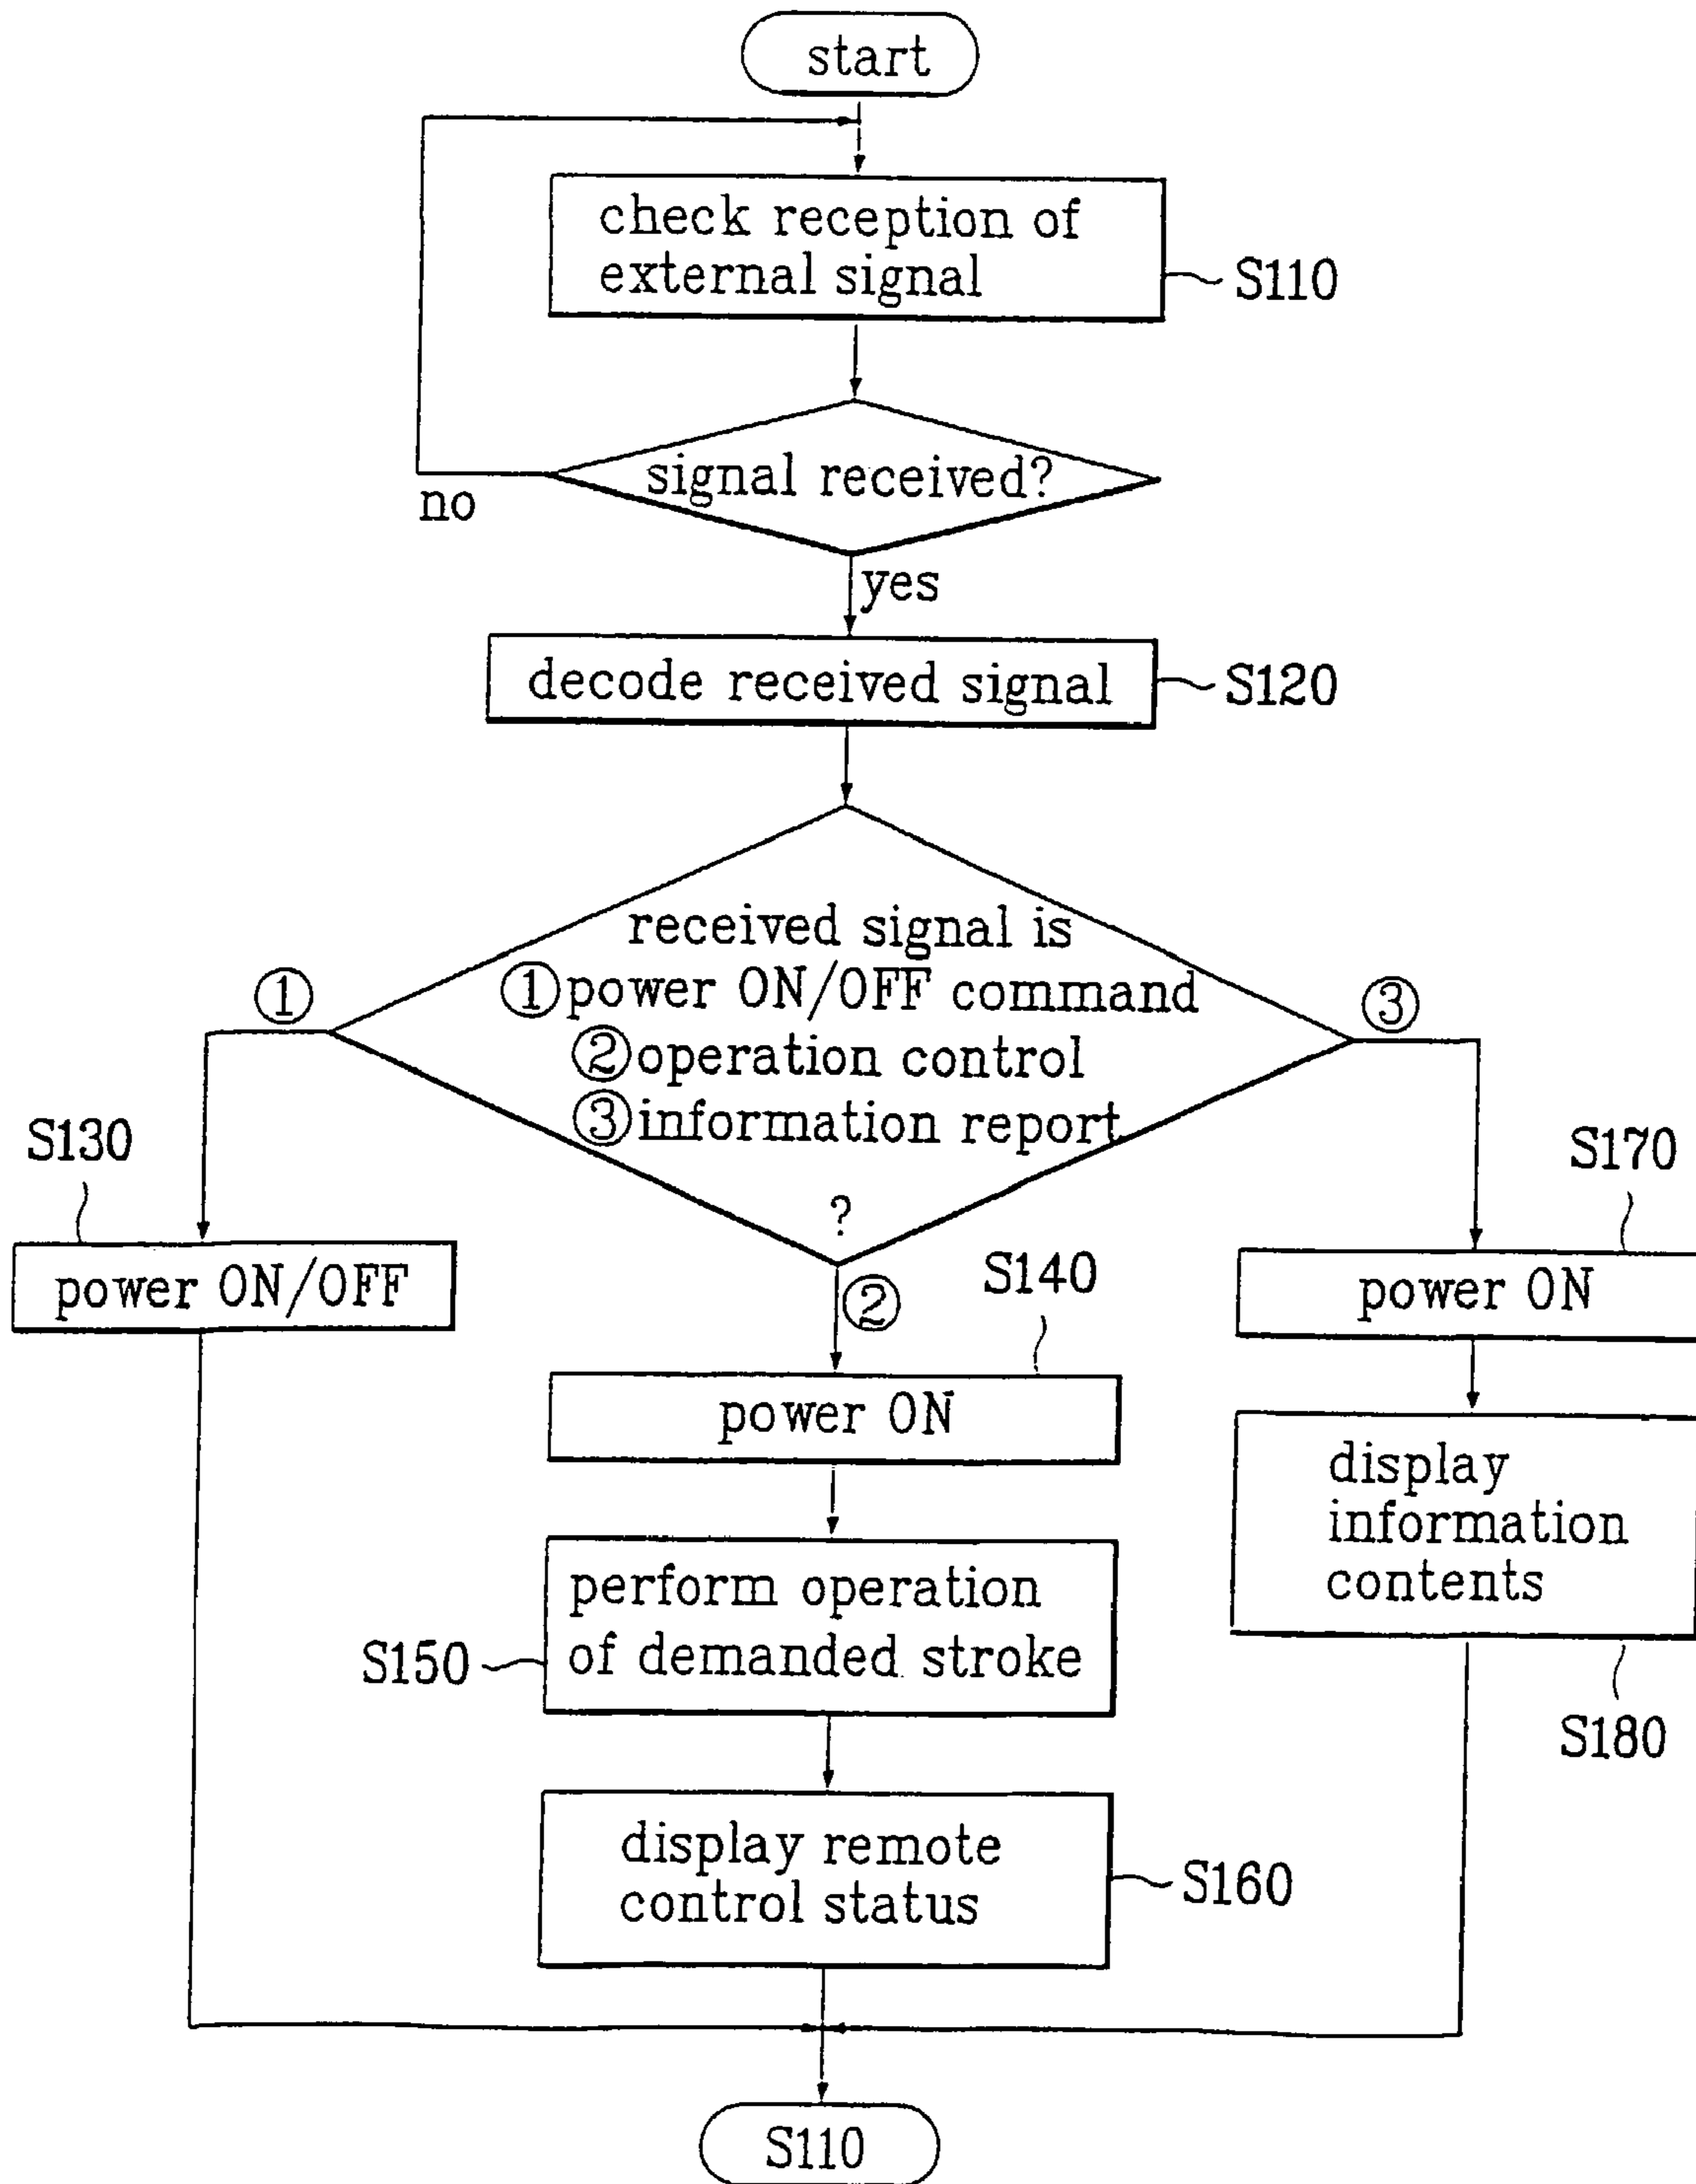 start
check reception of
external signal
S110
signal received?
no
yes
decode received signal
S120
received signal is
①power ON/OFF command
②operation control
③information report
?
①
③
S130
power ON/OFF
②
S140
power ON
S150
perform operation
of demanded stroke
display remote
control status
S160
S170
power ON
display
information
contents
S180
S110